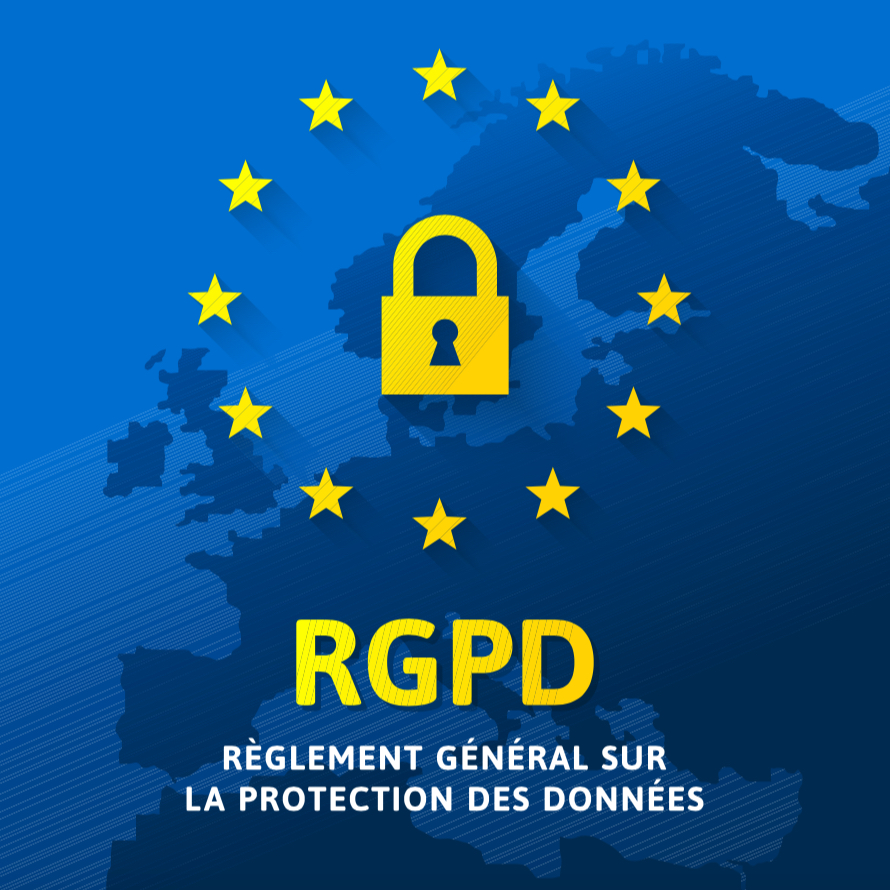 RGPD
RÈGLEMENT GÉNÉRAL SUR
LA PROTECTION DES DONNÉES